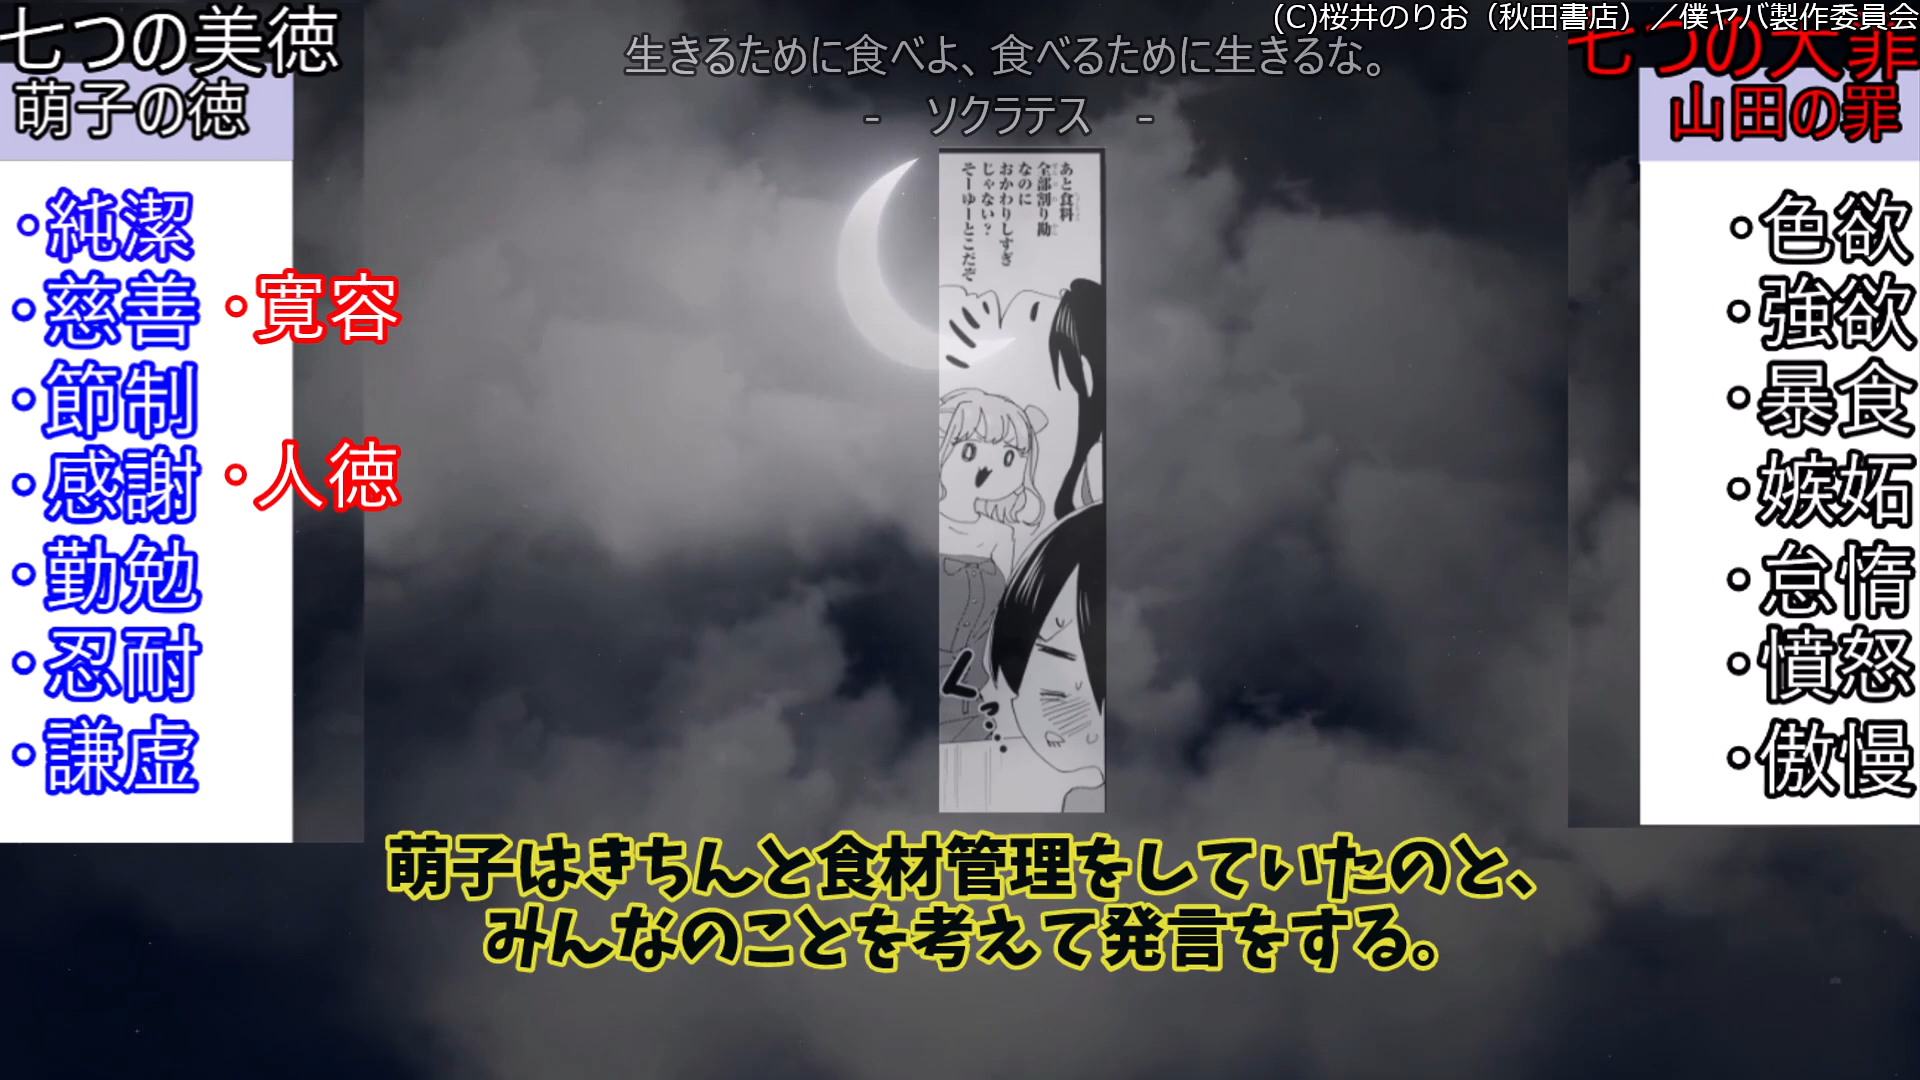 (C)桜井のりお（秋田書店）／僕ヤバ製作委員会
七つの美徳
萌子の徳
・純潔
・慈善
・寛容
・節制
・感謝
・人徳
・勤勉
・忍耐
・謙虚
生きるために食べよ、食べるために生きるな。
- ソクラテス -
あと食料
全部割り勘
なのに
おかわりしすぎ
じゃない？
そーゆーとこだぞ
くっ…
七つの大罪
山田の罪
・色欲
・強欲
・暴食
・嫉妬
・怠惰
・憤怒
・傲慢
萌子はきちんと食材管理をしていたのと、
みんなのことを考えて発言をする。